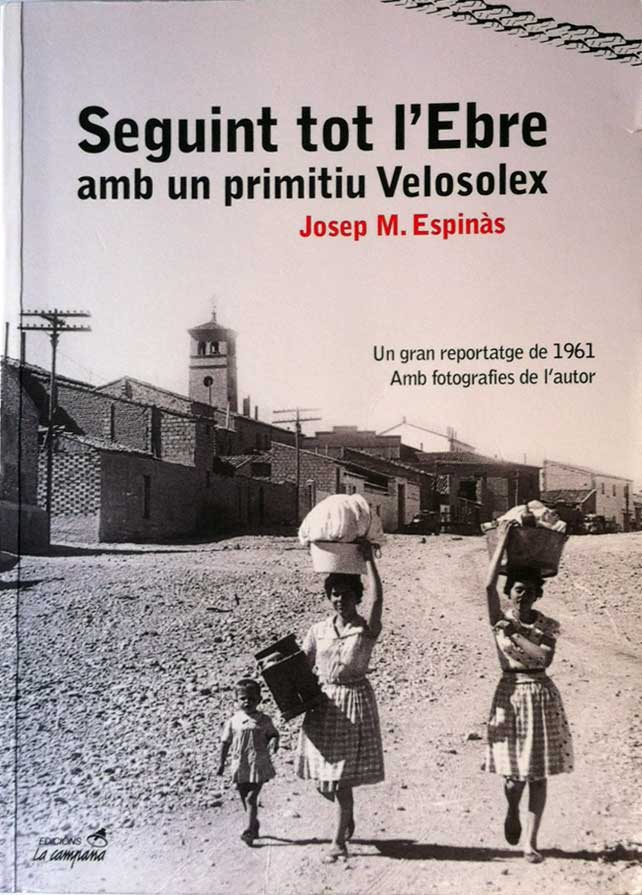 Seguint tot l'Ebre
amb un primitiu Velosolex
Josep M. Espinàs
Un gran reportatge de 1961
Amb fotografies de l'autor
EDICIONS
La campana